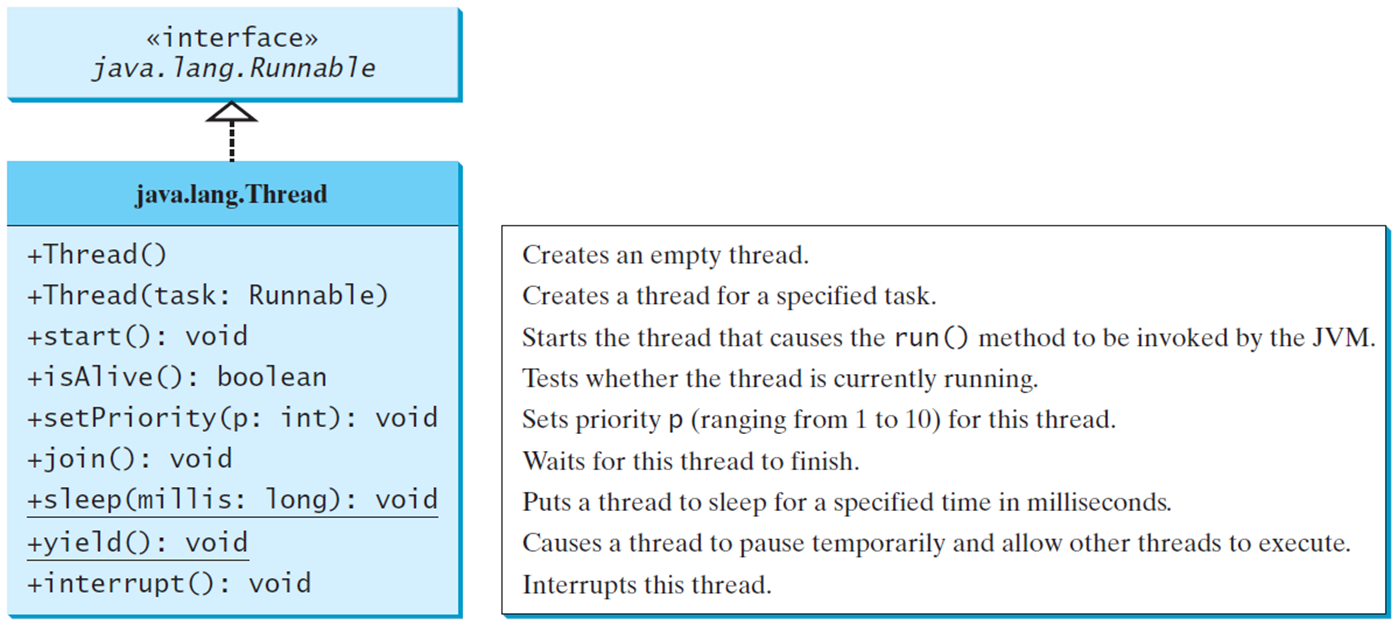 «interface»
java.lang.Runnable
java.lang.Thread
+Thread()
Creates an empty thread.
+Thread(task: Runnable)
Creates a thread for a specified task.
+start(): void
Starts the thread that causes the run() method to be invoked by the JVM.
+isAlive(): boolean
Tests whether the thread is currently running.
+setPriority(p: int): void
Sets priority p (ranging from 1 to 10) for this thread.
+join(): void
Waits for this thread to finish.
+sleep(millis: long): void
Puts a thread to sleep for a specified time in milliseconds.
+yield(): void
Causes a thread to pause temporarily and allow other threads to execute.
+interrupt(): void
Interrupts this thread.